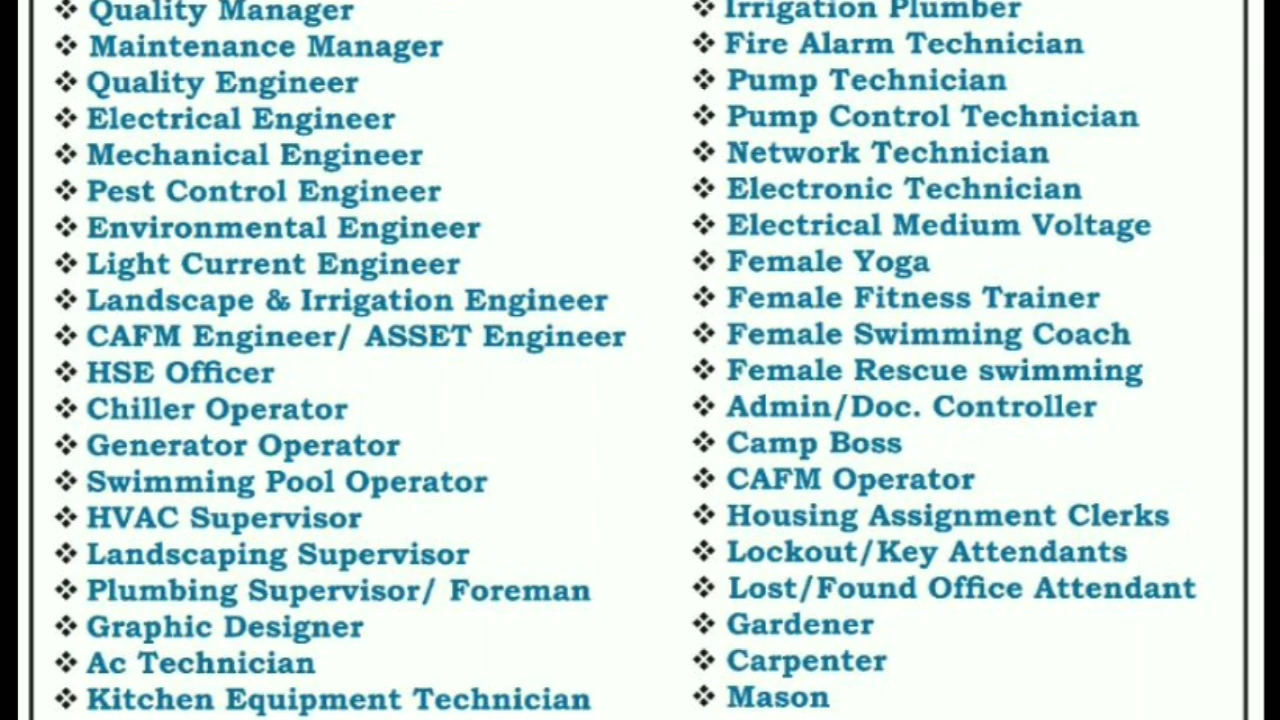 ❖ Quality Manager
❖ Maintenance Manager
❖ Quality Engineer
❖ Electrical Engineer
❖ Mechanical Engineer
❖ Pest Control Engineer
❖ Environmental Engineer
❖ Light Current Engineer
❖ Landscape & Irrigation Engineer
❖ CAFM Engineer/ ASSET Engineer
❖ HSE Officer
❖ Chiller Operator
❖ Generator Operator
❖ Swimming Pool Operator
❖ HVAC Supervisor
❖ Landscaping Supervisor
❖ Plumbing Supervisor/ Foreman
❖ Graphic Designer
❖ Ac Technician
❖ Kitchen Equipment Technician
❖ Irrigation Plumber
❖ Fire Alarm Technician
❖ Pump Technician
❖ Pump Control Technician
❖ Network Technician
❖ Electronic Technician
❖ Electrical Medium Voltage
❖ Female Yoga
❖ Female Fitness Trainer
❖ Female Swimming Coach
❖ Female Rescue swimming
❖ Admin/Doc. Controller
❖ Camp Boss
❖ CAFM Operator
❖ Housing Assignment Clerks
❖ Lockout/Key Attendants
❖ Lost/Found Office Attendant
❖ Gardener
❖ Carpenter
❖ Mason